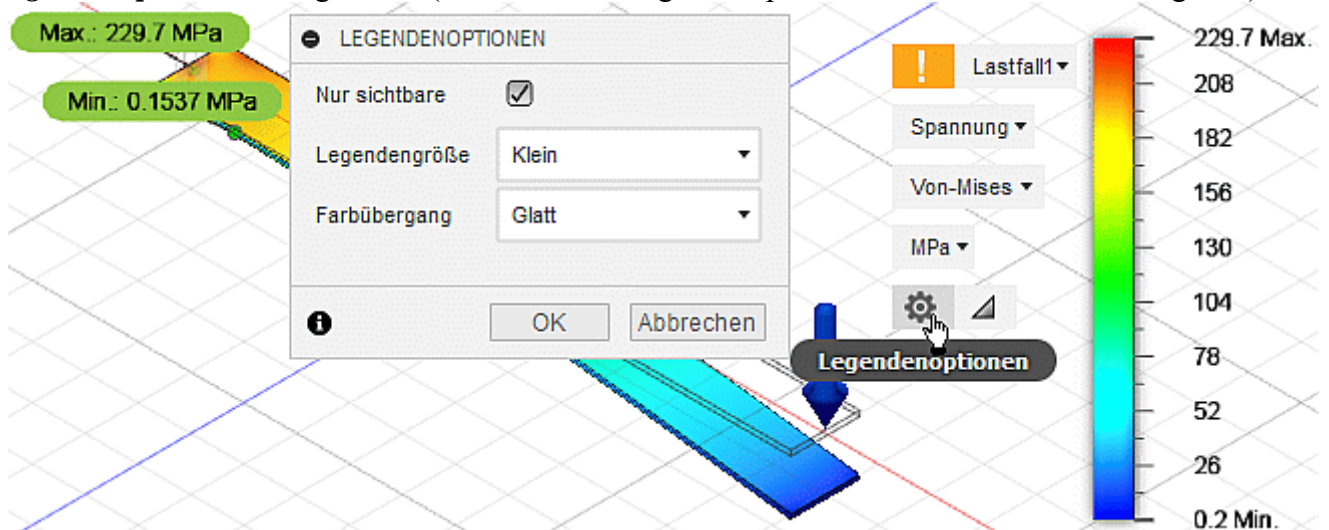 Max.: 229.7 MPa
Min.: 0.1537 MPa
LEGENDENOPTIONEN
Nur sichtbare
Legendengröße Klein
Farbübergang Glatt
OK Abbrechen
Lastfall1
Spannung
Von-Mises
MPa
Legendenoptionen
229.7 Max.
208
182
156
130
104
78
52
26
0.2 Min.